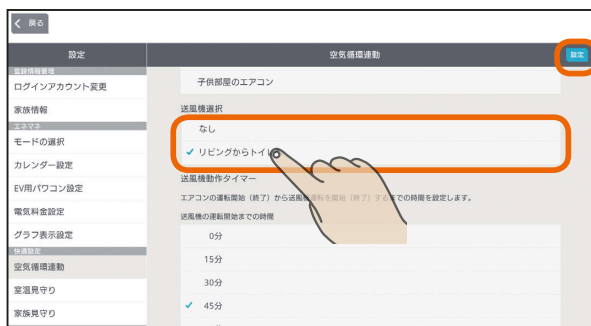 戻る
設定
空気循環連動
設定
登録情報管理
ログインアカウント変更
家族情報
エネマネ
モードの選択
カレンダー設定
EV用パワコン設定
電気料金設定
グラフ表示設定
快適設定
空気循環連動
室温見守り
家族見守り
子供部屋のエアコン
送風機選択
なし
リビングからトイレ
送風機動作タイマー
エアコンの運転開始（終了）から送風機運転を開始（終了）するまでの時間を設定します。
送風機の運転開始までの時間
0分
15分
30分
45分